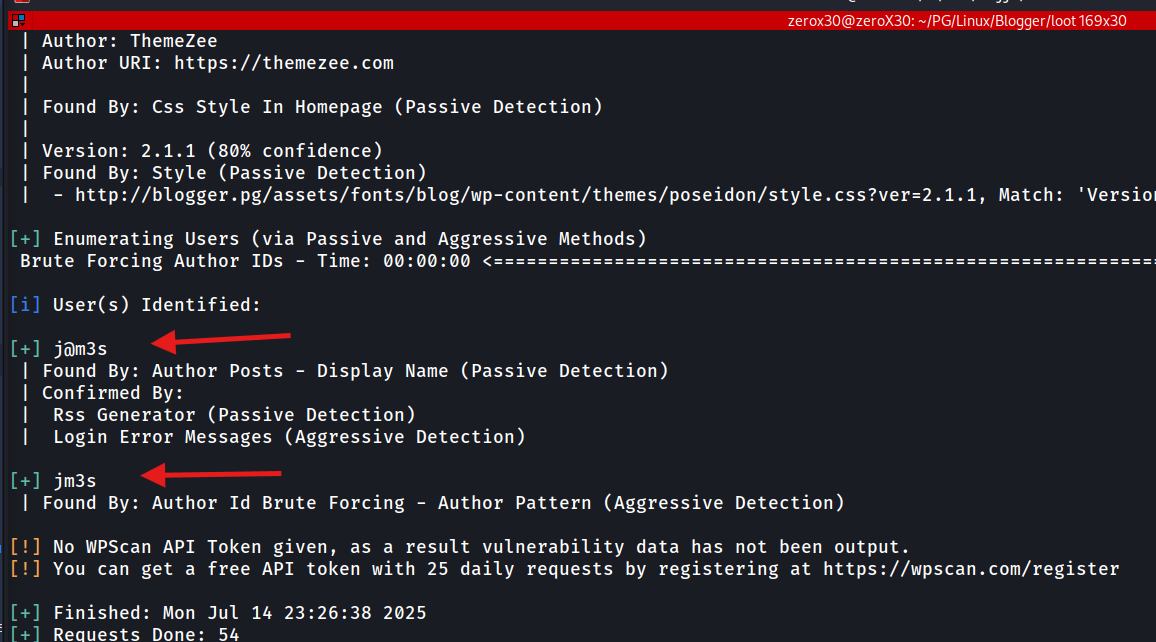 zerox30@zeroX30: ~/PG/Linux/Blogger/loot 169x30
| Author: ThemeZee
| Author URI: https://themezee.com
|
| Found By: Css Style In Homepage (Passive Detection)
|
| Version: 2.1.1 (80% confidence)
| Found By: Style (Passive Detection)
|  - http://blogger.pg/assets/fonts/blog/wp-content/themes/poseidon/style.css?ver=2.1.1, Match: 'Version
[+] Enumerating Users (via Passive and Aggressive Methods)
Brute Forcing Author IDs - Time: 00:00:00 <============================================================
[i] User(s) Identified:
[+] j@m3s
| Found By: Author Posts - Display Name (Passive Detection)
| Confirmed By:
|  Rss Generator (Passive Detection)
|  Login Error Messages (Aggressive Detection)
[+] jm3s
| Found By: Author Id Brute Forcing - Author Pattern (Aggressive Detection)
[!] No WPScan API Token given, as a result vulnerability data has not been output.
[!] You can get a free API token with 25 daily requests by registering at https://wpscan.com/register
[+] Finished: Mon Jul 14 23:26:38 2025
[+] Requests Done: 54